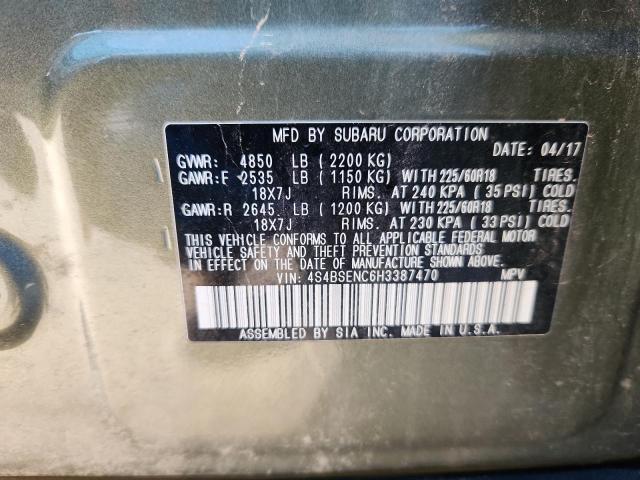 MFD BY SUBARU CORPORATION
DATE: 04/17
GVWR: 4850 LB (2200 KG)
GAWR:F 2535 LB (1150 KG) WITH 225/60R18 TIRES.
18X7J RIMS. AT 240 KPA (35 PSI) COLD
GAWR:R 2645 LB (1200 KG) WITH 225/60R18 TIRES.
18X7J RIMS. AT 230 KPA (33 PSI) COLD
THIS VEHICLE CONFORMS TO ALL APPLICABLE FEDERAL MOTOR
VEHICLE SAFETY AND BUMPER STANDARDS
IN EFFECT ON THE DATE OF MANUFACTURE SHOWN ABOVE.
VIN: 4S4BSENC6H3387470 MPV
ASSEMBLED BY SIA INC. MADE IN U.S.A.